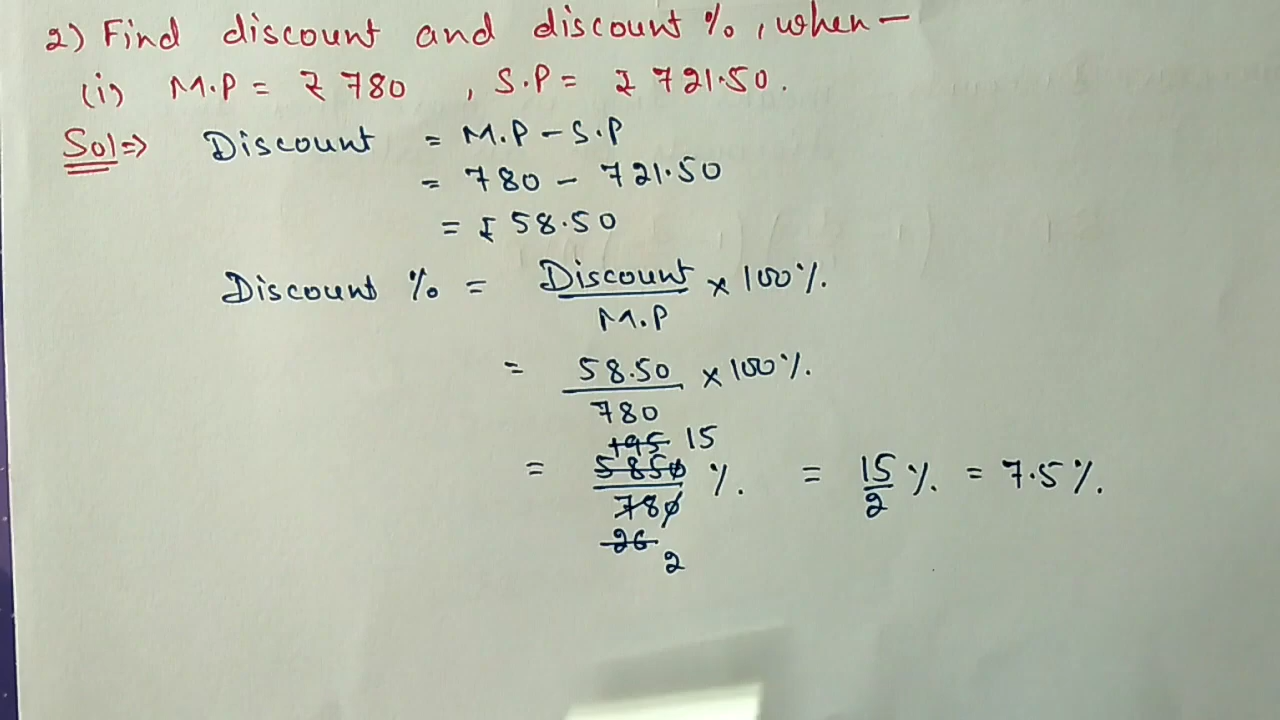 2) Find discount and discount %, when —
(i) M.P = ₹ 780 , S.P = ₹ 721.50.
Sol⇒ Discount = M.P – S.P
= 780 – 721.50
= ₹ 58.50
Discount % = Discount × 100%.
M.P
= 58.50 × 100%.
780
195 15
= 5850 %. = 15/2 %. = 7.5%.
780
26
2